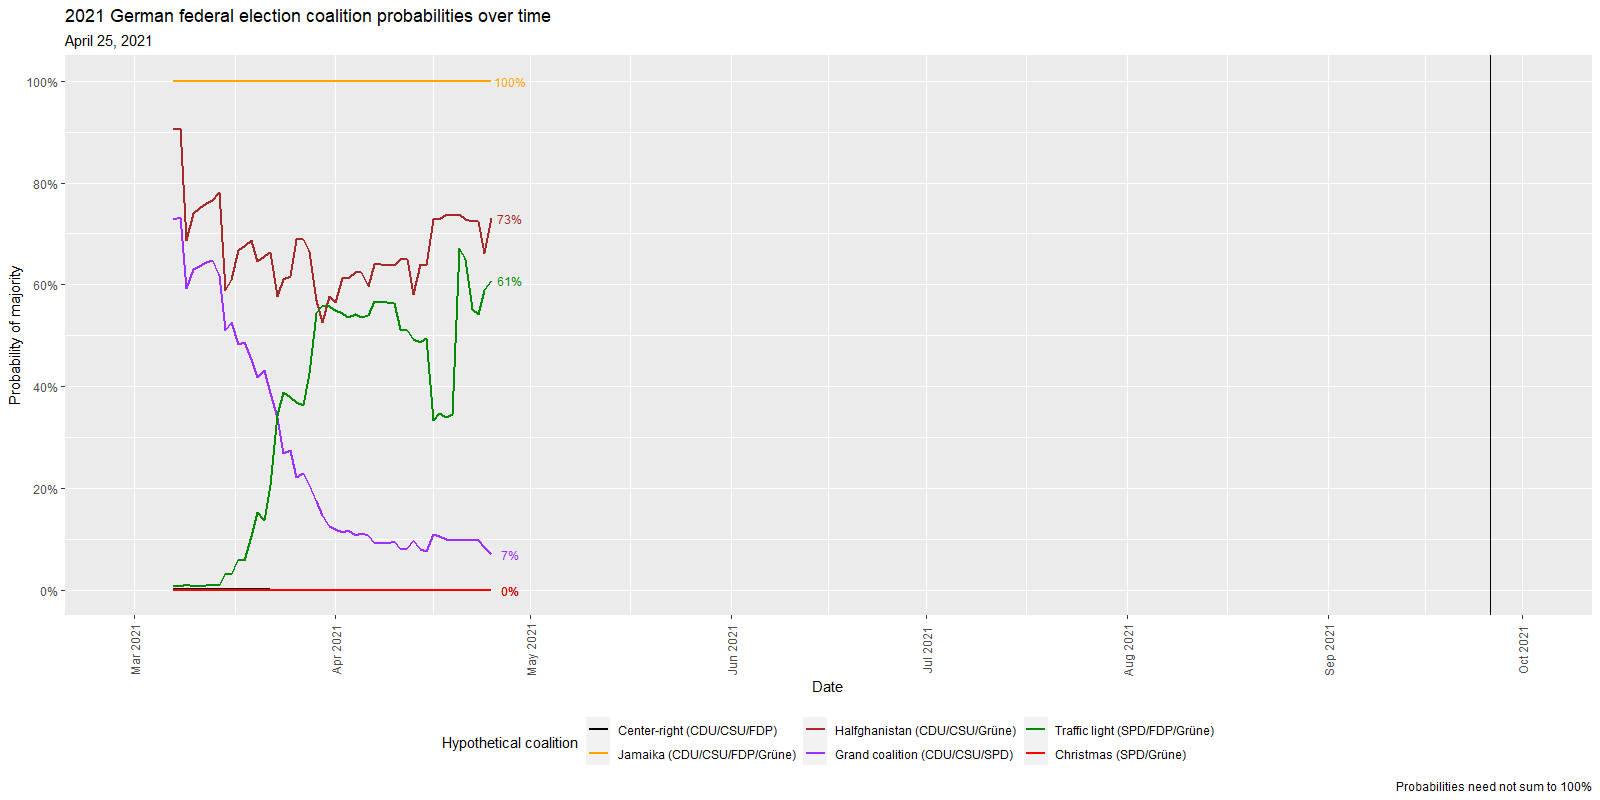 2021 German federal election coalition probabilities over time
April 25, 2021
Probability of majority
100%
80%
60%
40%
20%
0%
100%
73%
61%
7%
0%
Mar 2021
Apr 2021
May 2021
Jun 2021
Jul 2021
Aug 2021
Sep 2021
Oct 2021
Date
Hypothetical coalition
Center-right (CDU/CSU/FDP)
Jamaika (CDU/CSU/FDP/Grüne)
Halfghanistan (CDU/CSU/Grüne)
Grand coalition (CDU/CSU/SPD)
Traffic light (SPD/FDP/Grüne)
Christmas (SPD/Grüne)
Probabilities need not sum to 100%